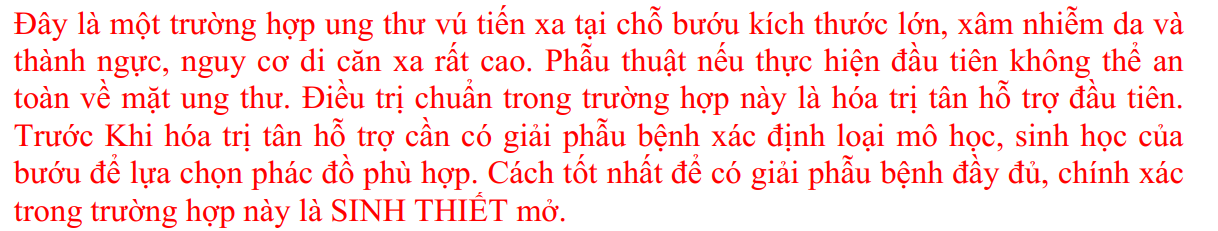 Đây là một trường hợp ung thư vú tiến xa tại chỗ bướu kích thước lớn, xâm nhiễm da và
thành ngực, nguy cơ di căn xa rất cao. Phẫu thuật nếu thực hiện đầu tiên không thể an
toàn về mặt ung thư. Điều trị chuẩn trong trường hợp này là hóa trị tân hỗ trợ đầu tiên.
Trước Khi hóa trị tân hỗ trợ cần có giải phẫu bệnh xác định loại mô học, sinh học của
bướu để lựa chọn phác đồ phù hợp. Cách tốt nhất để có giải phẫu bệnh đầy đủ, chính xác
trong trường hợp này là SINH THIẾT mở.